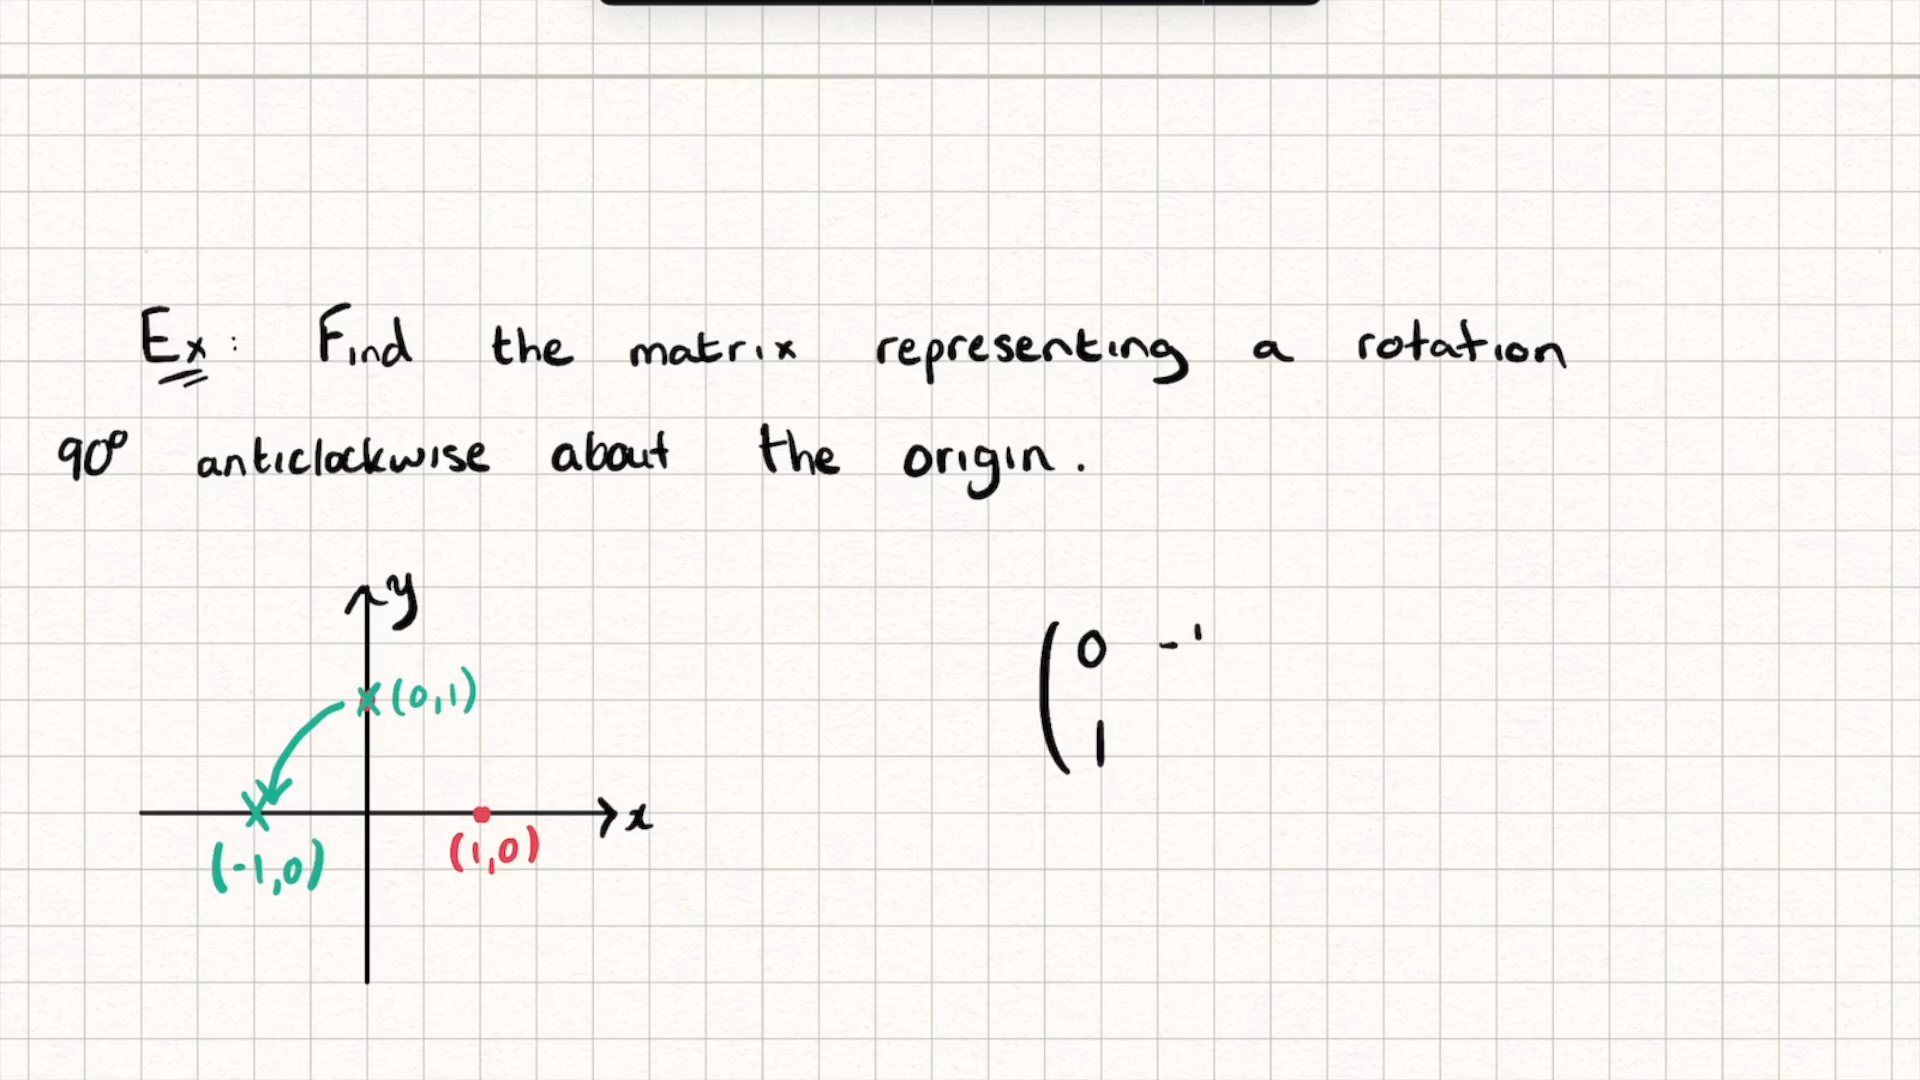 Ex: Find the matrix representing a rotation
90° anticlockwise about the origin.
y
(0,1)
x
(1,0)
(-1,0)
( 0 -1
1